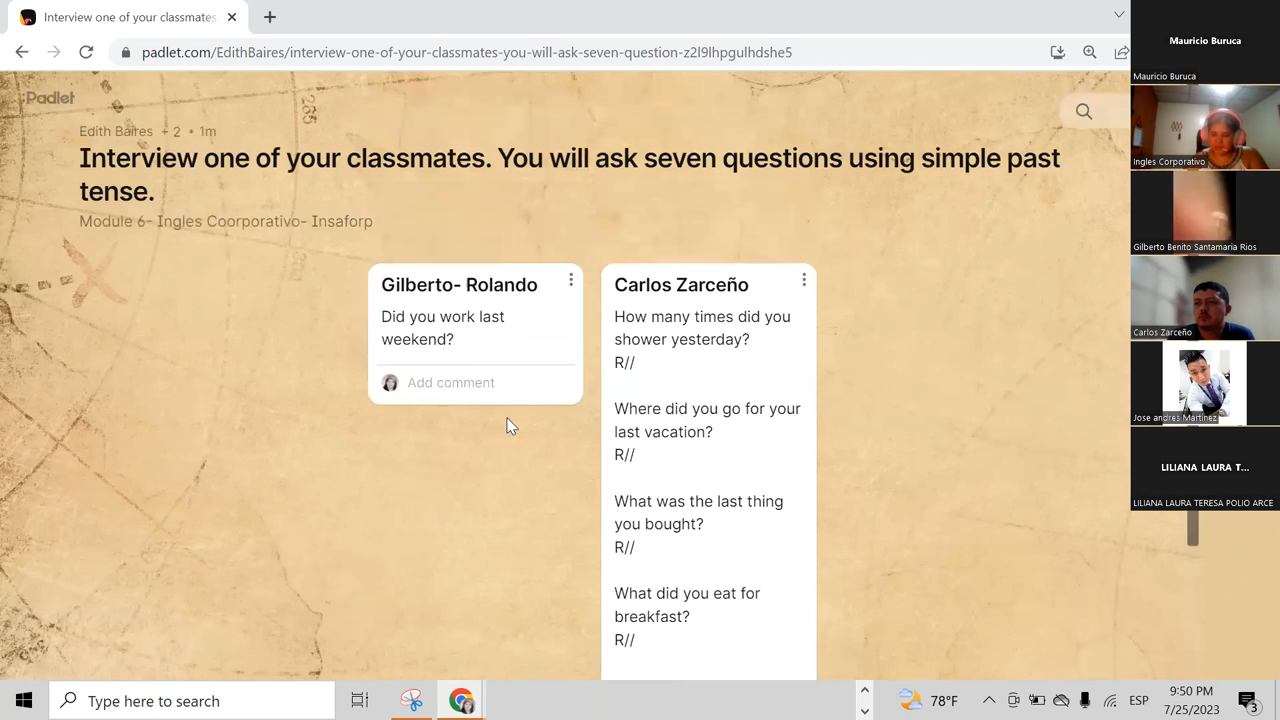 Interview one of your classmates.
padlet.com/EdithBaires/interview-one-of-your-classmates-you-will-ask-seven-question-z2l9lhpgulhdshe5
:Padlet
Edith Baires + 2 • 1m
Interview one of your classmates. You will ask seven questions using simple past
tense.
Module 6- Ingles Coorporativo- Insaforp
Gilberto- Rolando
Did you work last
weekend?
Add comment
Carlos Zarceño
How many times did you
shower yesterday?
R//
Where did you go for your
last vacation?
R//
What was the last thing
you bought?
R//
What did you eat for
breakfast?
R//
Mauricio Buruca
Mauricio Buruca
Ingles Corporativo
Gilberto Benito Santamaria Rios
Carlos Zarceño
Jose andres Martinez
LILIANA LAURA T...
LILIANA LAURA TERESA POLIO ARCE
Type here to search
78°F
ESP
9:50 PM
7/25/2023
3